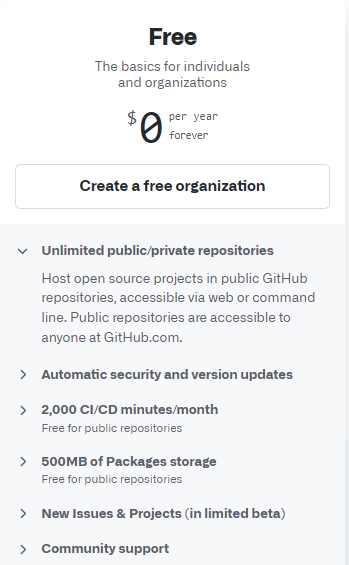 Free
The basics for individuals
and organizations
$0 per year
forever
Create a free organization
Unlimited public/private repositories
Host open source projects in public GitHub
repositories, accessible via web or command
line. Public repositories are accessible to
anyone at GitHub.com.
Automatic security and version updates
2,000 CI/CD minutes/month
Free for public repositories
500MB of Packages storage
Free for public repositories
New Issues & Projects (in limited beta)
Community support